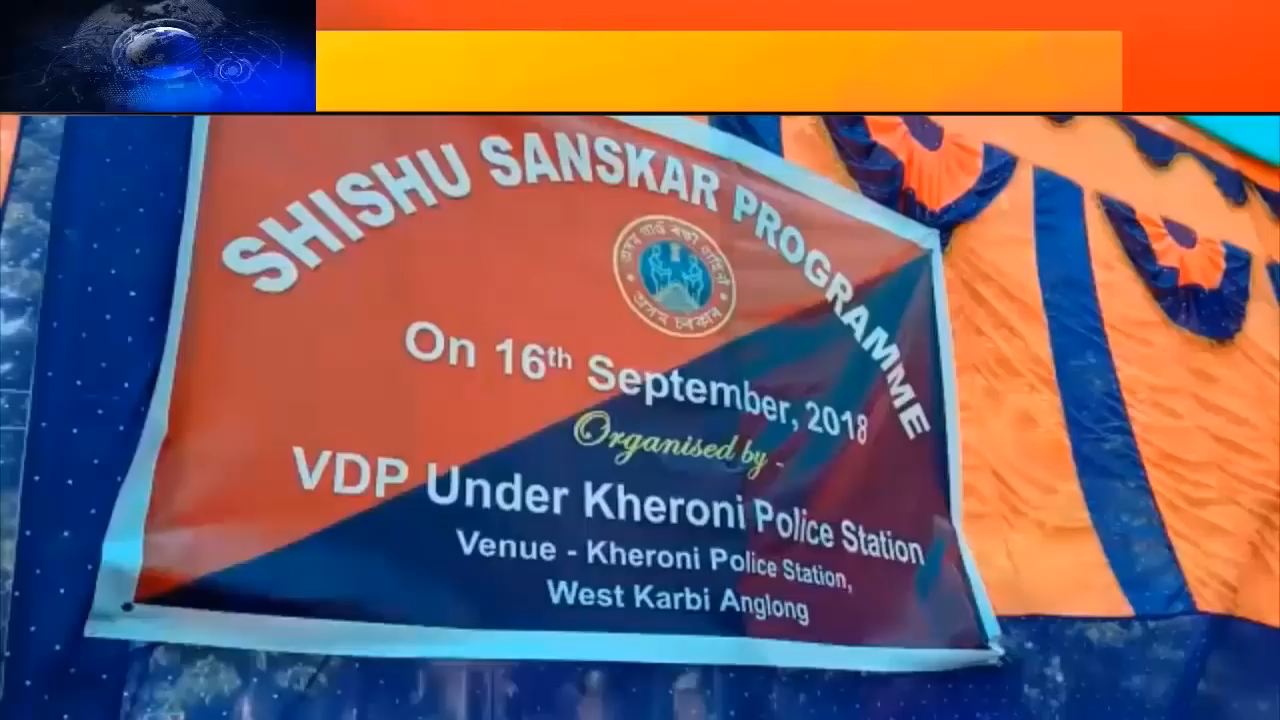 SHISHU SANSKAR PROGRAMME
On 16th September, 2018
Organised by -
VDP Under Kheroni Police Station
Venue - Kheroni Police Station,
West Karbi Anglong